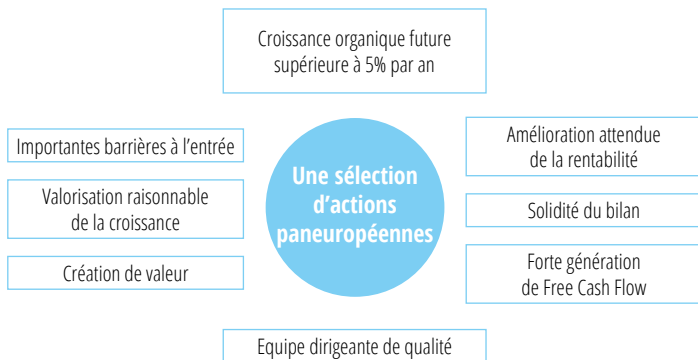 Croissance organique future
supérieure à 5% par an
Importantes barrières à l’entrée
Valorisation raisonnable
de la croissance
Création de valeur
Une sélection
d’actions
paneuropéennes
Amélioration attendue
de la rentabilité
Solidité du bilan
Forte génération
de Free Cash Flow
Equipe dirigeante de qualité